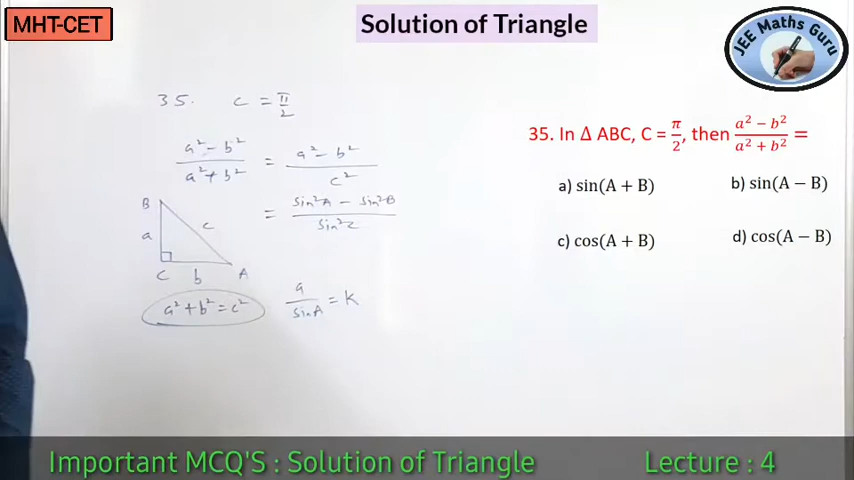 MHT-CET
Solution of Triangle
JEE Maths Guru
35. C = π/2
(a² - b²)/(a² + b²) = (a² - b²)/c²
= (sin²A - sin²B)/sin²C
B
a
c
C b A
a² + b² = c²
a/sinA = K
35. In Δ ABC, C = π/2, then (a² − b²)/(a² + b²) =
a) sin(A + B) b) sin(A − B)
c) cos(A + B) d) cos(A − B)
Important MCQ'S : Solution of Triangle Lecture : 4